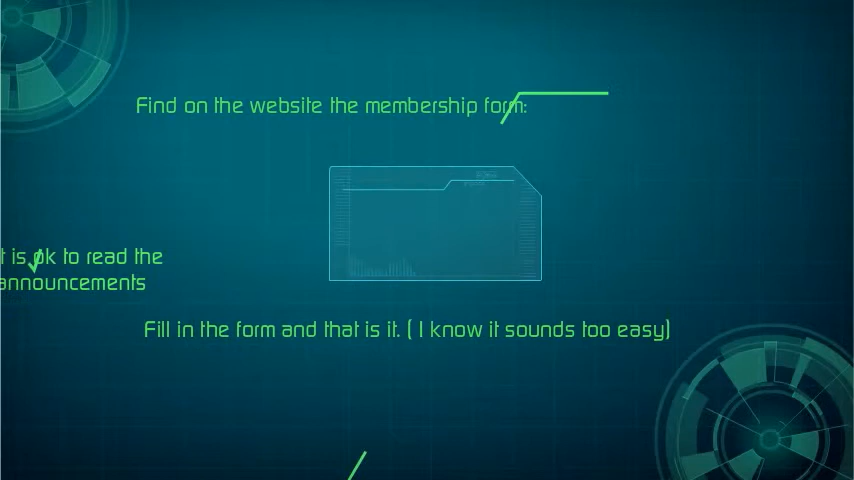 Find on the website the membership form:
t is ok to read the
announcements
Fill in the form and that is it. ( I know it sounds too easy)